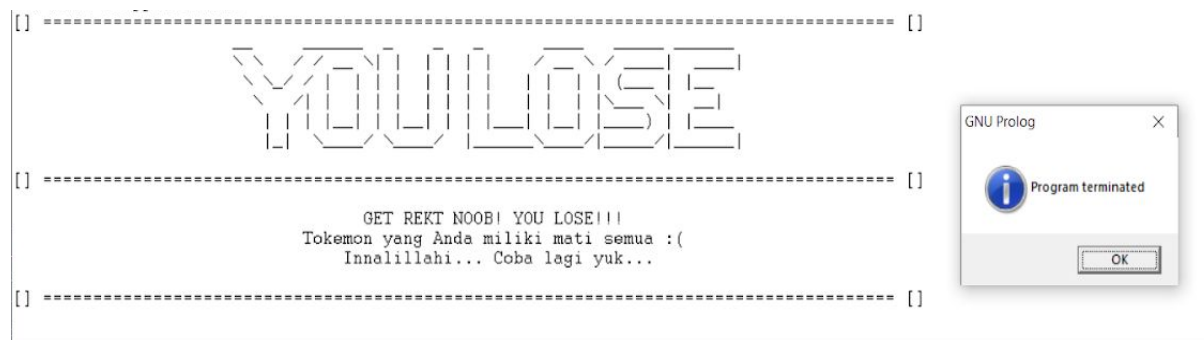 [] ===================================================================================== []
YOU LOSE
[] ===================================================================================== []
GET REKT NOOB! YOU LOSE!!!
Tokemon yang Anda miliki mati semua :(
Innalillahi... Coba lagi yuk...
[] ===================================================================================== []
GNU Prolog
Program terminated
OK